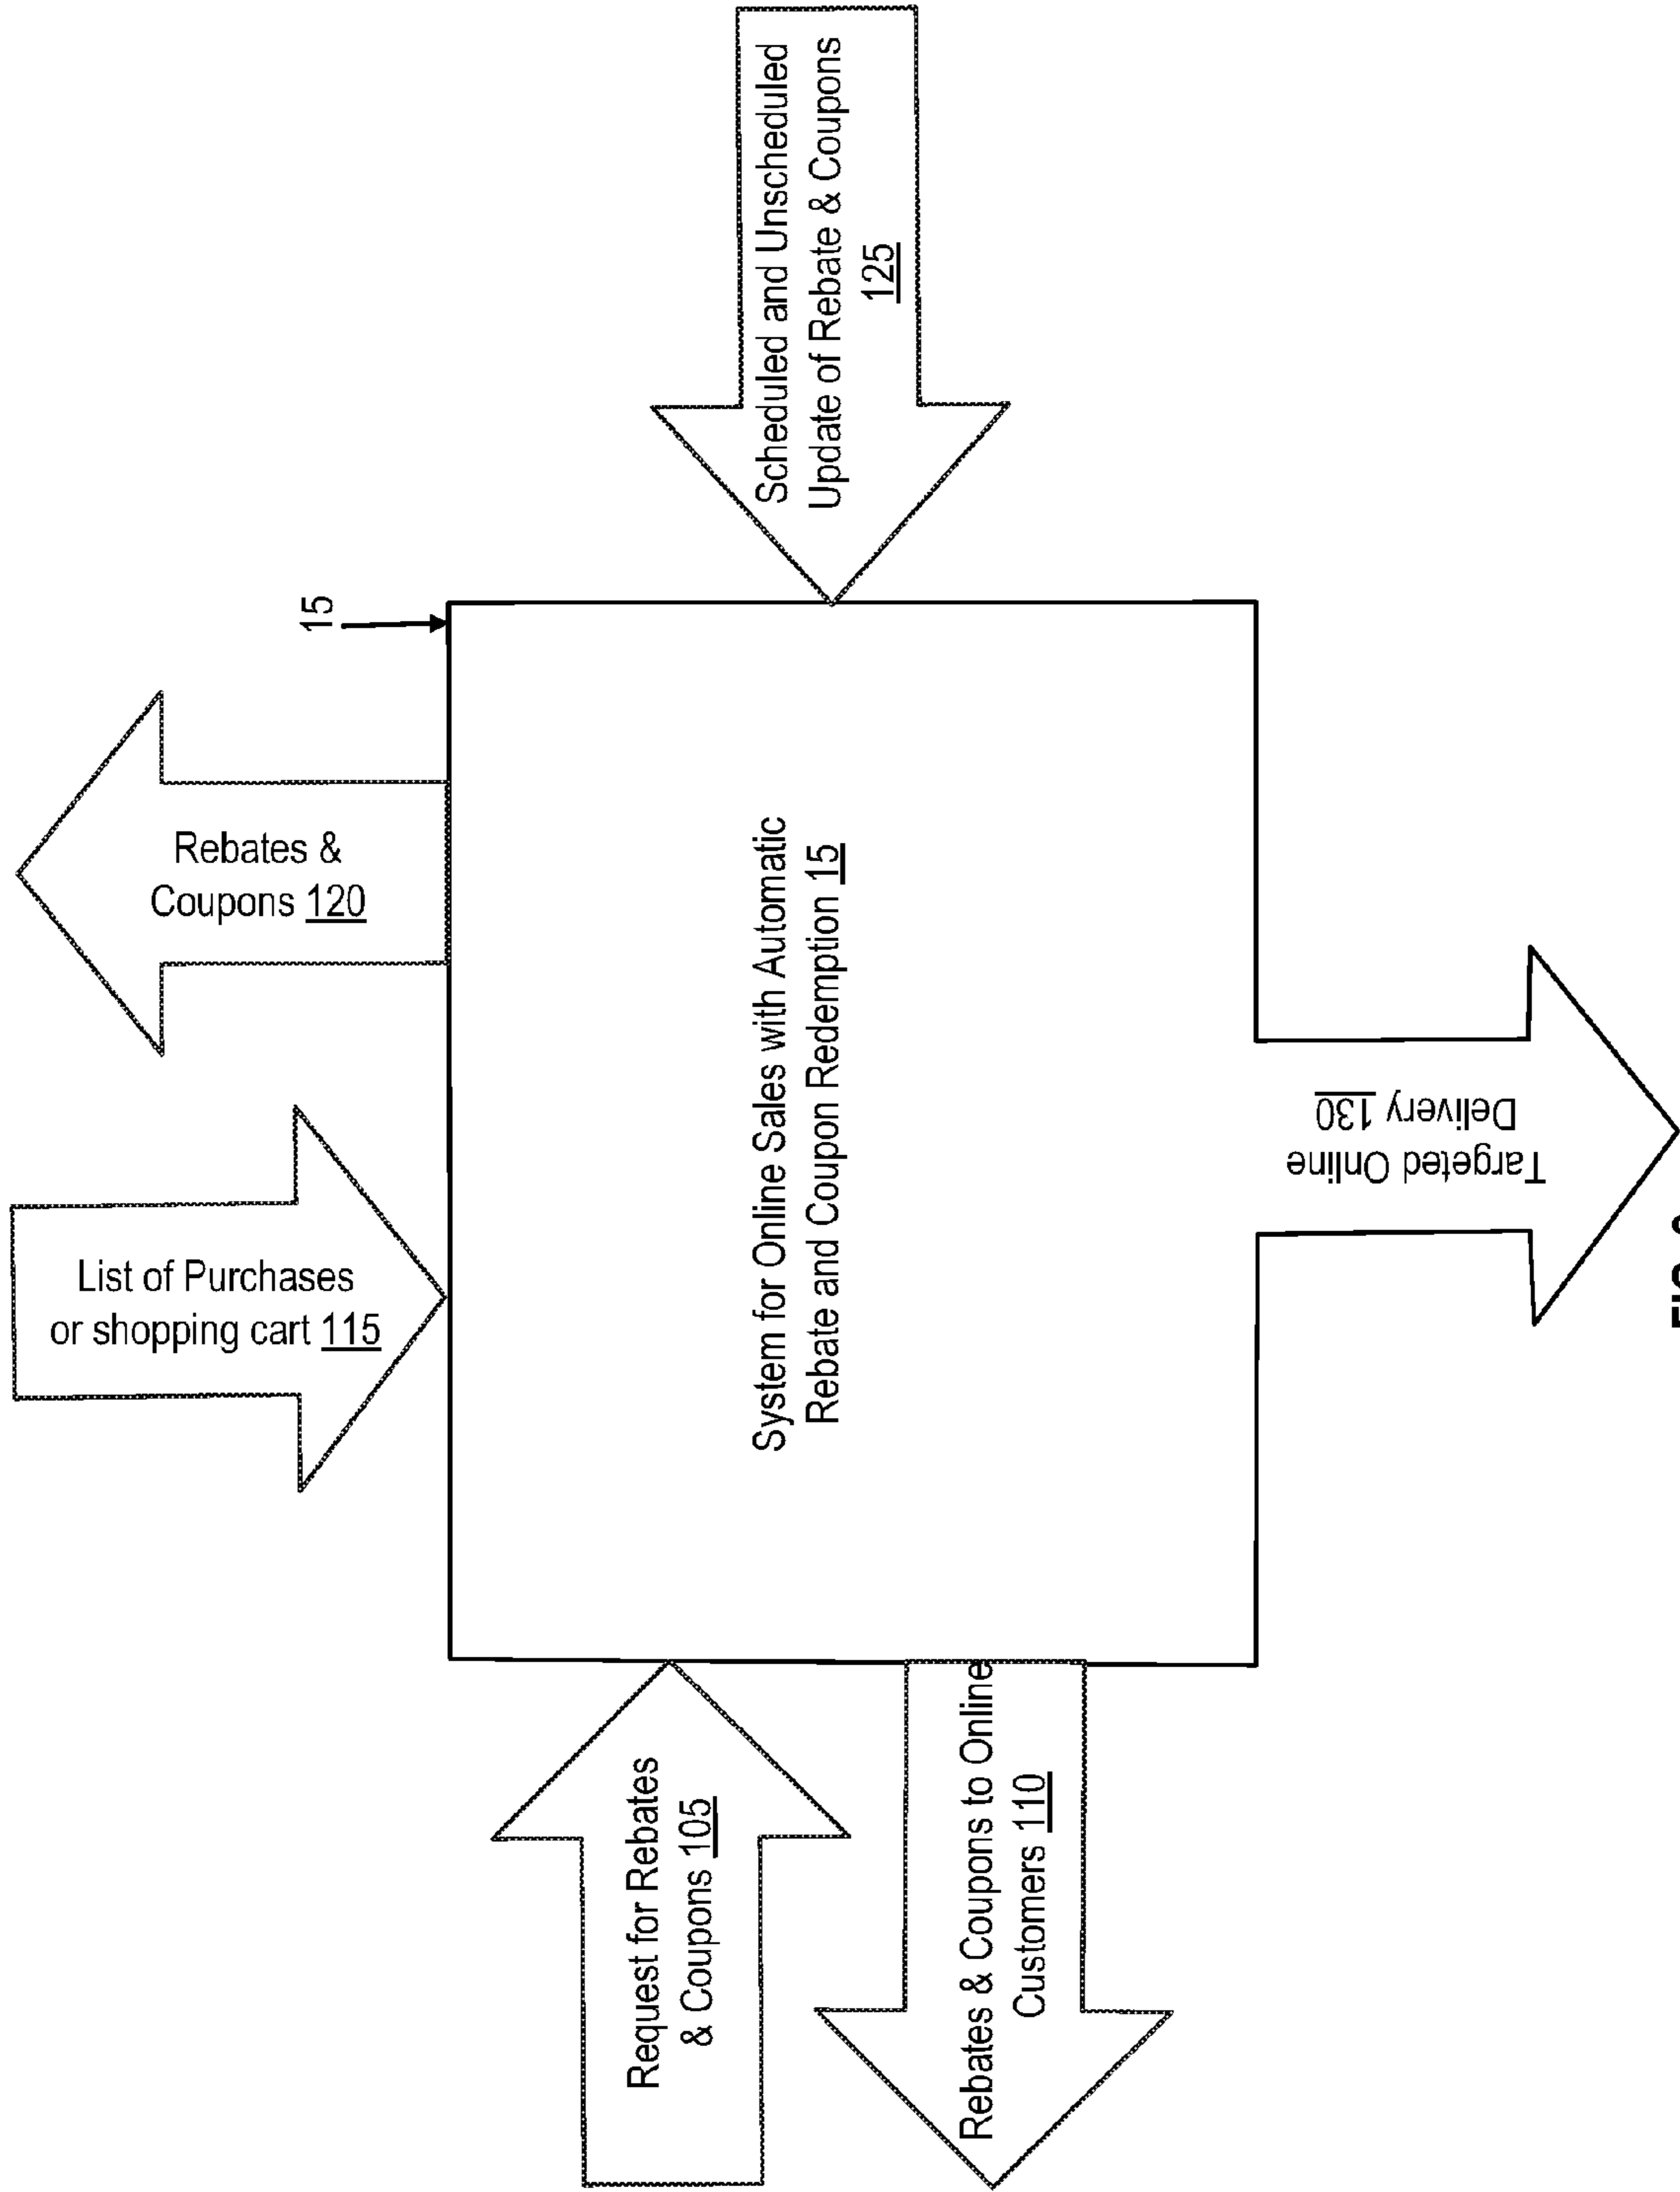 15
Rebates &
Coupons 120
List of Purchases
or shopping cart 115
Scheduled and Unscheduled
Update of Rebate & Coupons
125
System for Online Sales with Automatic
Rebate and Coupon Redemption 15
Request for Rebates
& Coupons 105
Rebates & Coupons to Online
Customers 110
Targeted Online
Delivery 130
FIG.